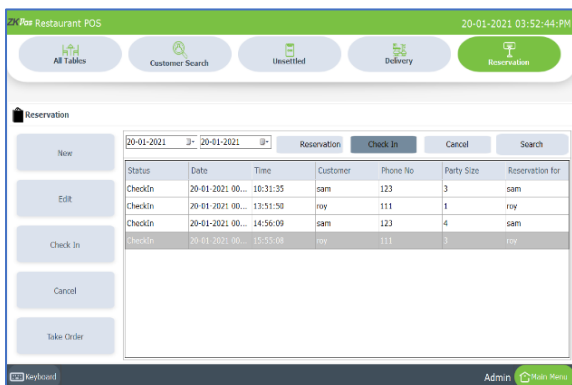 ZKPos Restaurant POS 20-01-2021 03:52:44:PM
All Tables Customer Search Unsettled Delivery Reservation
Reservation
New
Edit
Check In
Cancel
Take Order
20-01-2021 20-01-2021 Reservation Check In Cancel Search
Status Date Time Customer Phone No Party Size Reservation for
CheckIn 20-01-2021 00... 10:31:35 sam 123 3 sam
CheckIn 20-01-2021 00... 13:51:50 roy 111 1 roy
CheckIn 20-01-2021 00... 14:56:09 sam 123 4 sam
CheckIn 20-01-2021 00... 15:53:08 roy 111 3 roy
Keyboard Admin Main Menu